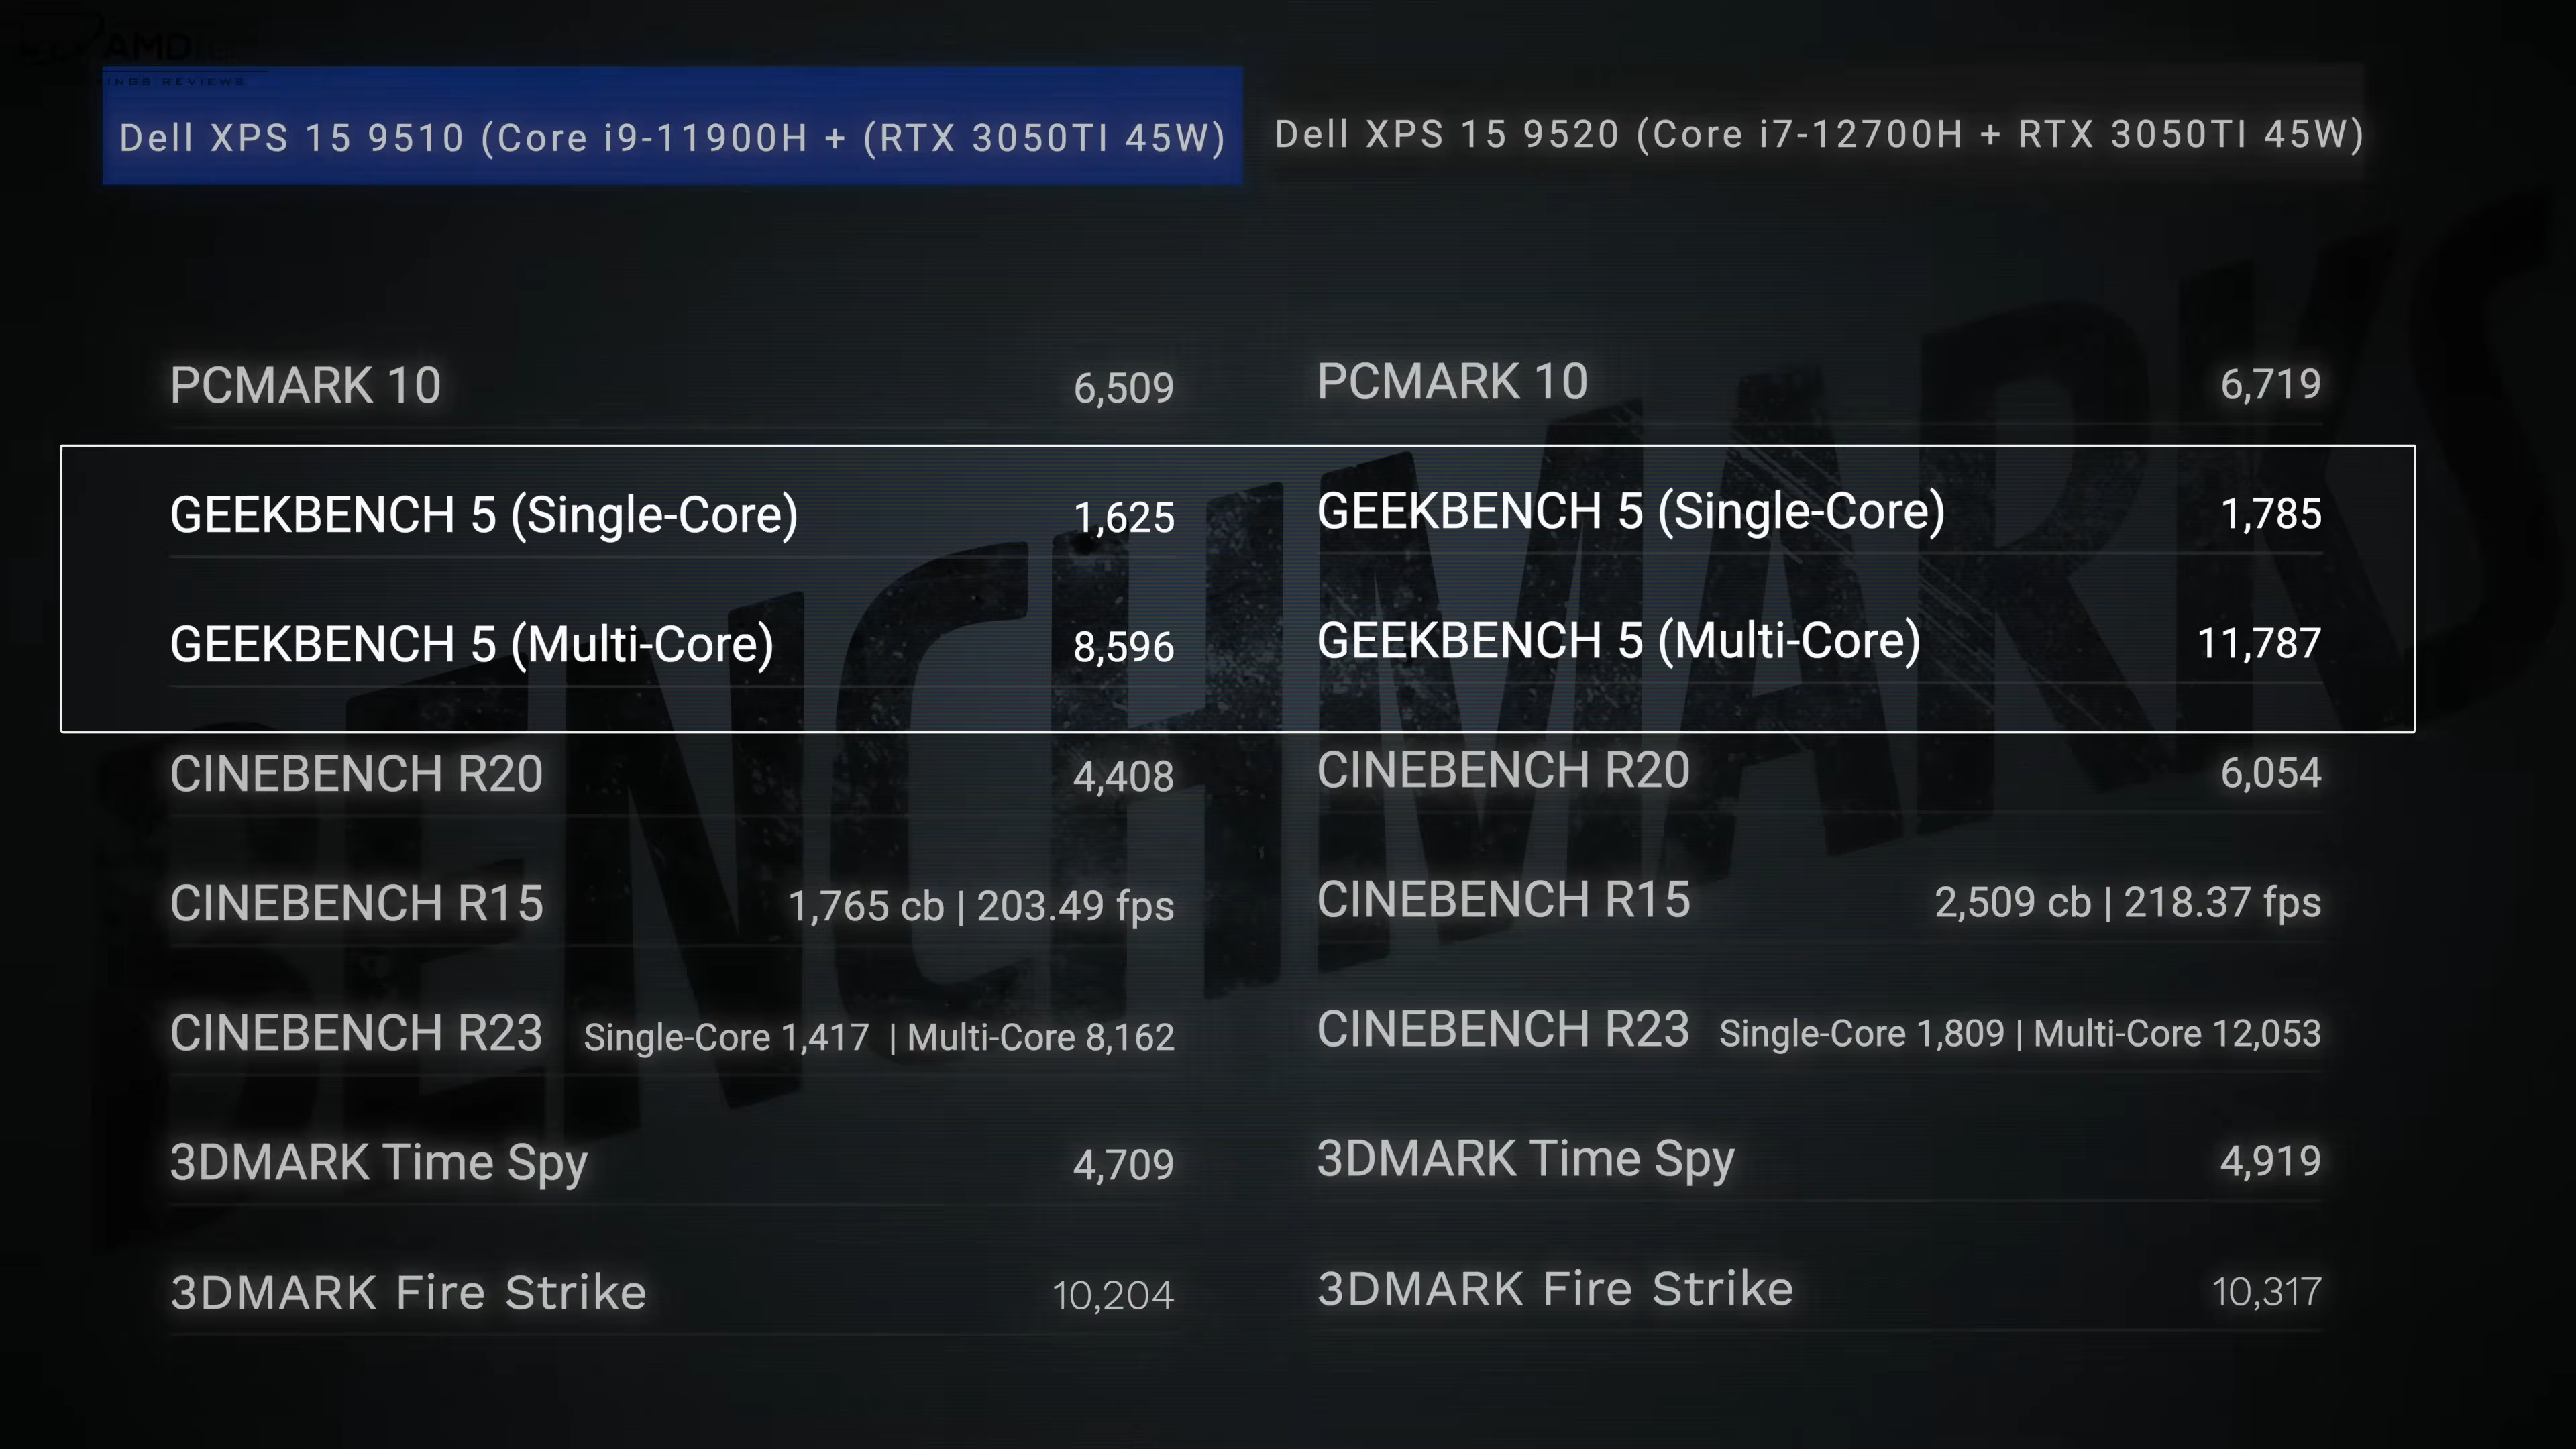 AMD
INGS REVIEWS
Dell XPS 15 9510 (Core i9-11900H + (RTX 3050TI 45W)
Dell XPS 15 9520 (Core i7-12700H + RTX 3050TI 45W)
BENCHMARKS
PCMARK 10 6,509
GEEKBENCH 5 (Single-Core) 1,625
GEEKBENCH 5 (Multi-Core) 8,596
CINEBENCH R20 4,408
CINEBENCH R15 1,765 cb | 203.49 fps
CINEBENCH R23 Single-Core 1,417 | Multi-Core 8,162
3DMARK Time Spy 4,709
3DMARK Fire Strike 10,204
PCMARK 10 6,719
GEEKBENCH 5 (Single-Core) 1,785
GEEKBENCH 5 (Multi-Core) 11,787
CINEBENCH R20 6,054
CINEBENCH R15 2,509 cb | 218.37 fps
CINEBENCH R23 Single-Core 1,809 | Multi-Core 12,053
3DMARK Time Spy 4,919
3DMARK Fire Strike 10,317